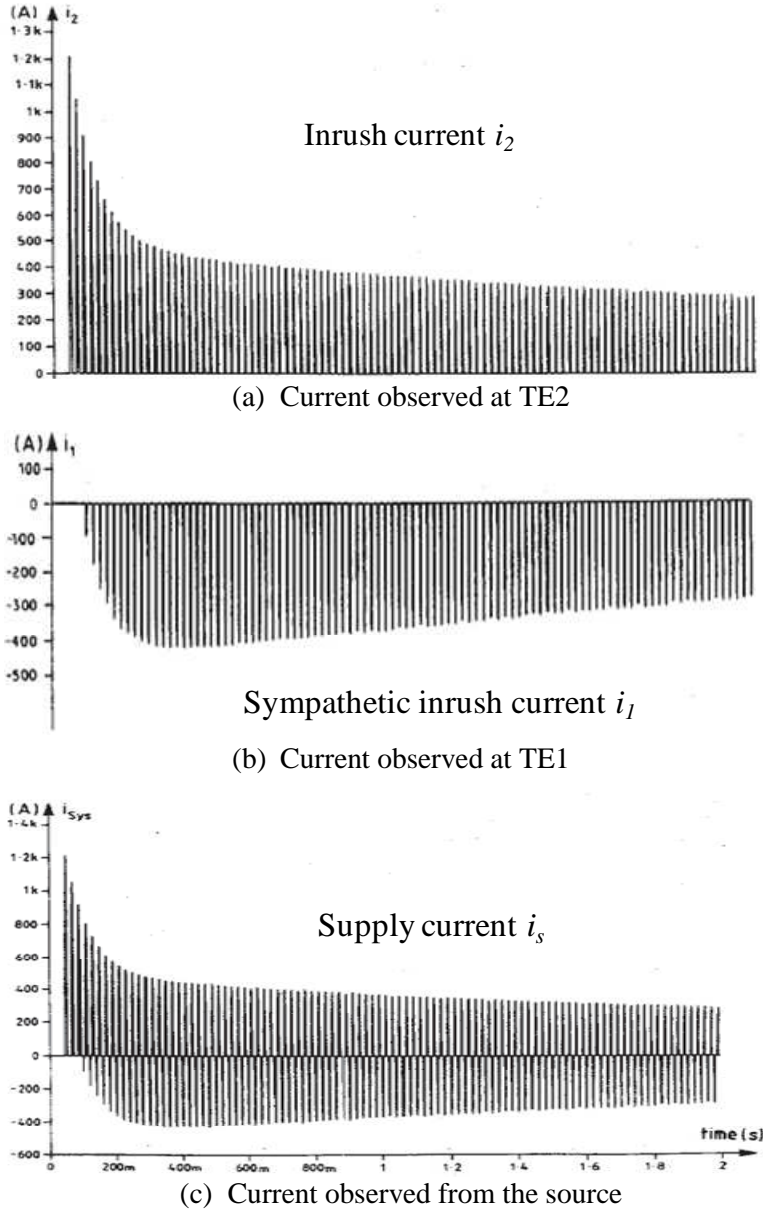 (A) i₂
1·3k
1·2k
1·1k
1k
900
800
700
600
500
400
300
200
100
0
Inrush current i₂
(a) Current observed at TE2
(A) i₁
100
0
-100
-200
-300
-400
-500
Sympathetic inrush current i₁
(b) Current observed at TE1
(A) i_Sys
1·4k
1·2k
1k
800
600
400
200
0
-200
-400
-600
Supply current iₛ
time (s)
0 200m 400m 600m 800m 1 1·2 1·4 1·6 1·8 2
(c) Current observed from the source